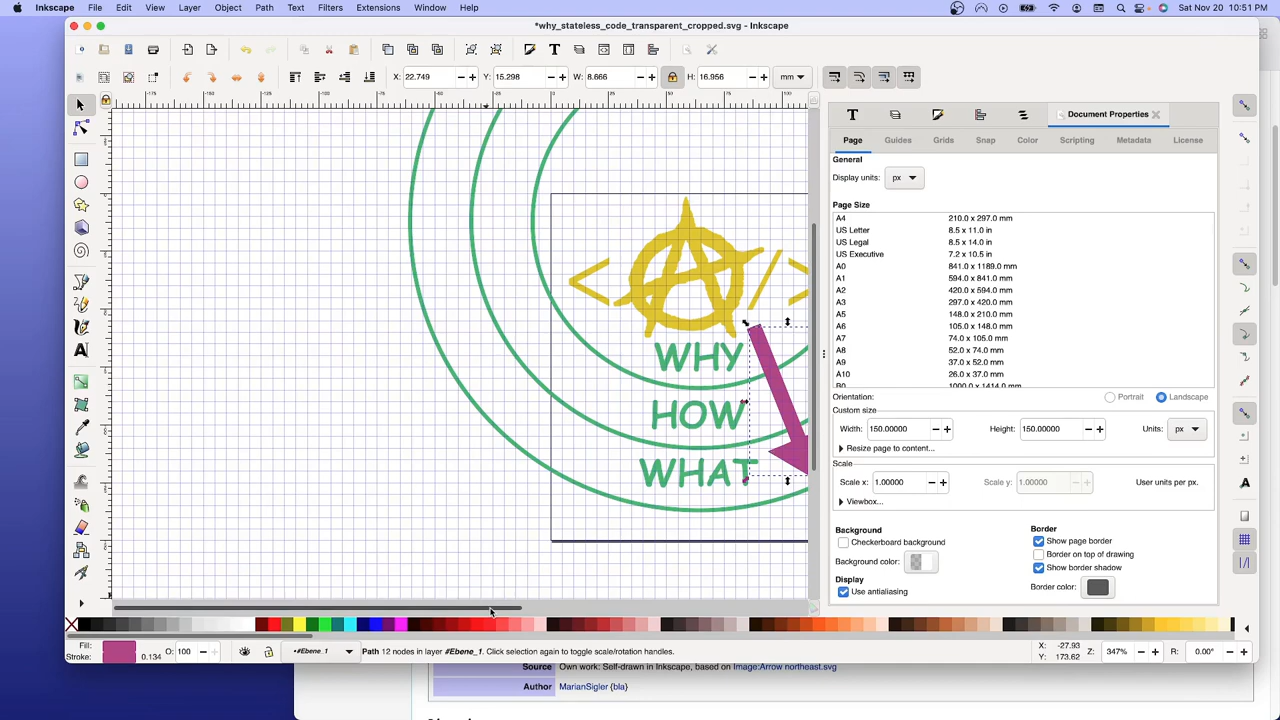 Inkscape File Edit View Layer Object Path Text Filters Extensions Window Help Sat Nov 20 10:51 PM
*why_stateless_code_transparent_cropped.svg - Inkscape
X: 22.749 Y: 15.298 W: 8.666 H: 16.956 mm
Document Properties
Page Guides Grids Snap Color Scripting Metadata License
General
Display units: px
Page Size
A4 210.0 x 297.0 mm
US Letter 8.5 x 11.0 in
US Legal 8.5 x 14.0 in
US Executive 7.2 x 10.5 in
A0 841.0 x 1189.0 mm
A1 594.0 x 841.0 mm
A2 420.0 x 594.0 mm
A3 297.0 x 420.0 mm
A5 148.0 x 210.0 mm
A6 105.0 x 148.0 mm
A7 74.0 x 105.0 mm
A8 52.0 x 74.0 mm
A9 37.0 x 52.0 mm
A10 26.0 x 37.0 mm
B0 1000.0 x 1414.0 mm
Orientation: Portrait Landscape
Custom size
Width: 150.00000 Height: 150.00000 Units: px
Resize page to content...
Scale
Scale x: 1.00000 Scale y: 1.00000 User units per px.
Viewbox...
Background
Checkerboard background
Background color:
Display
Use antialiasing
Border
Show page border
Border on top of drawing
Show border shadow
Border color:
<A/>
WHY
HOW
WHAT
Fill:
Stroke: 0.134
O: 100
#Ebene_1
Path 12 nodes in layer #Ebene_1. Click selection again to toggle scale/rotation handles.
X: -27.93
Y: 173.62
Z: 347%
R: 0.00°
Source Own work: Self-drawn in Inkscape, based on Image:Arrow northeast.svg
Author MarianSigler {bla}